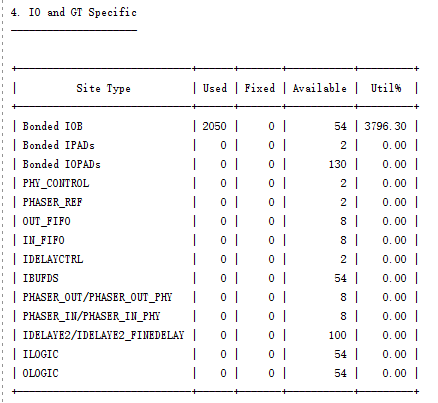 4. IO and GT Specific
---------------------
+----------------------------+------+-------+-----------+---------+
| Site Type | Used | Fixed | Available | Util% |
+----------------------------+------+-------+-----------+---------+
| Bonded IOB | 2050 | 0 | 54 | 3796.30 |
| Bonded IPADs | 0 | 0 | 2 | 0.00 |
| Bonded IOPADs | 0 | 0 | 130 | 0.00 |
| PHY_CONTROL | 0 | 0 | 2 | 0.00 |
| PHASER_REF | 0 | 0 | 2 | 0.00 |
| OUT_FIFO | 0 | 0 | 8 | 0.00 |
| IN_FIFO | 0 | 0 | 8 | 0.00 |
| IDELAYCTRL | 0 | 0 | 2 | 0.00 |
| IBUFDS | 0 | 0 | 54 | 0.00 |
| PHASER_OUT/PHASER_OUT_PHY | 0 | 0 | 8 | 0.00 |
| PHASER_IN/PHASER_IN_PHY | 0 | 0 | 8 | 0.00 |
| IDELAYE2/IDELAYE2_FINEDELAY | 0 | 0 | 100 | 0.00 |
| ILOGIC | 0 | 0 | 54 | 0.00 |
| OLOGIC | 0 | 0 | 54 | 0.00 |
+----------------------------+------+-------+-----------+---------+